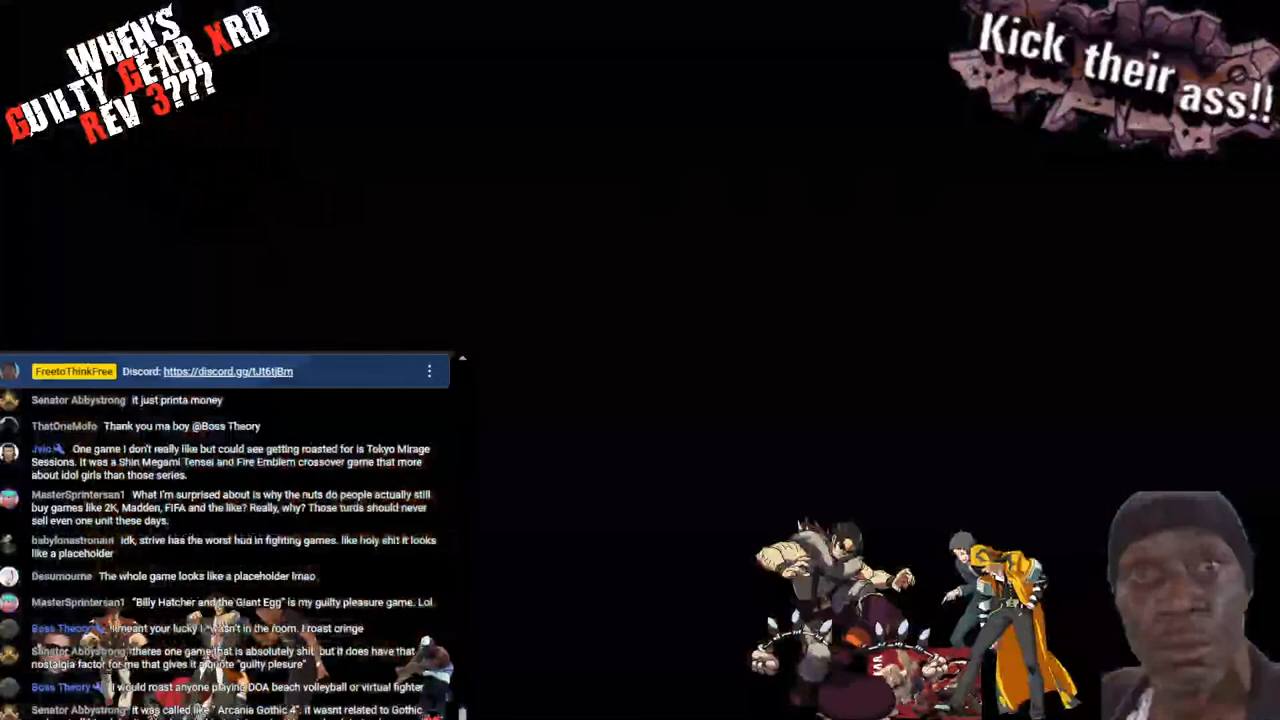 WHEN'S
GUILTY GEAR XRD
REV 3???
Kick their ass!!
FreetoThinkFree Discord: https://discord.gg/tJt6tjBm
Senator Abbystrong it just printa money
ThatOneMofo Thank you ma boy @Boss Theory
One game I don't really like but could see getting roasted for is Tokyo Mirage
Sessions. It was a Shin Megami Tensei and Fire Emblem crossover game that more
about idol girls than those series.
MasterSprintersan1 What I'm surprised about is why the nuts do people actually still
buy games like 2K, Madden, FIFA and the like? Really, why? Those turds should never
sell even one unit these days.
babylonastronaut idk, strive has the worst hud in fighting games. like holy shit it looks
like a placeholder
Desumourne The whole game looks like a placeholder lmao
MasterSprintersan1 "Billy Hatcher and the Giant Egg" is my guilty pleasure game. Lol
Boss Theory I meant your lucky I wasn't in the room. I roast cringe
Senator Abbystrong theres one game that is absolutely shit but it does have that
nostalgia factor for me that gives it a quote "guilty plesure"
Boss Theory I would roast anyone playing DOA beach volleyball or virtual fighter
Senator Abbystrong It was called like " Arcania Gothic 4". it wasnt related to Gothic